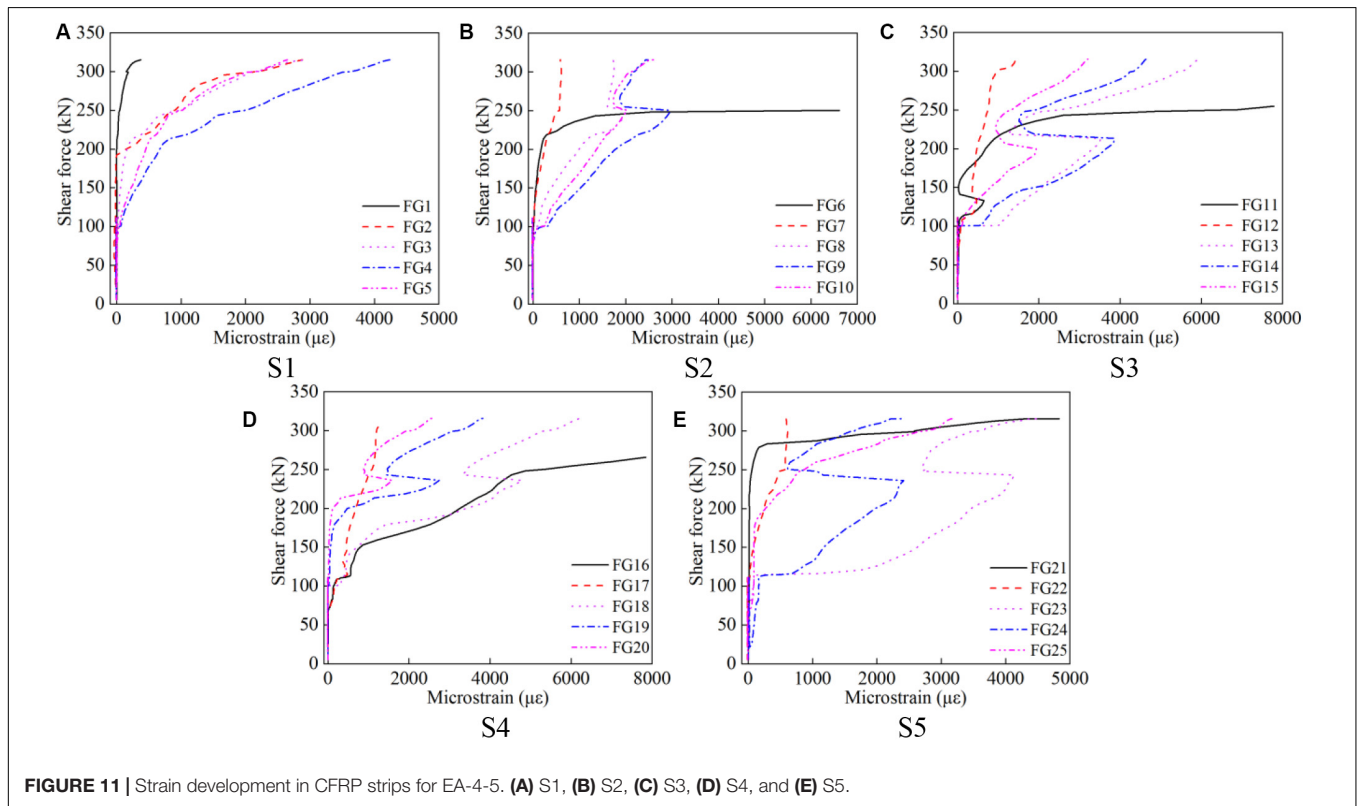 A
Shear force (kN)
350
300
250
200
150
100
50
0
FG1
FG2
FG3
FG4
FG5
0 1000 2000 3000 4000 5000
Microstrain (με)
S1
B
Shear force (kN)
350
300
250
200
150
100
50
0
FG6
FG7
FG8
FG9
FG10
0 1000 2000 3000 4000 5000 6000 7000
Microstrain (με)
S2
C
Shear force (kN)
350
300
250
200
150
100
50
0
FG11
FG12
FG13
FG14
FG15
0 2000 4000 6000 8000
Microstrain (με)
S3
D
Shear force (kN)
350
300
250
200
150
100
50
0
FG16
FG17
FG18
FG19
FG20
0 2000 4000 6000 8000
Microstrain (με)
S4
E
Shear force (kN)
350
300
250
200
150
100
50
0
FG21
FG22
FG23
FG24
FG25
0 1000 2000 3000 4000 5000
Microstrain (με)
S5
FIGURE 11 | Strain development in CFRP strips for EA-4-5. (A) S1, (B) S2, (C) S3, (D) S4, and (E) S5.